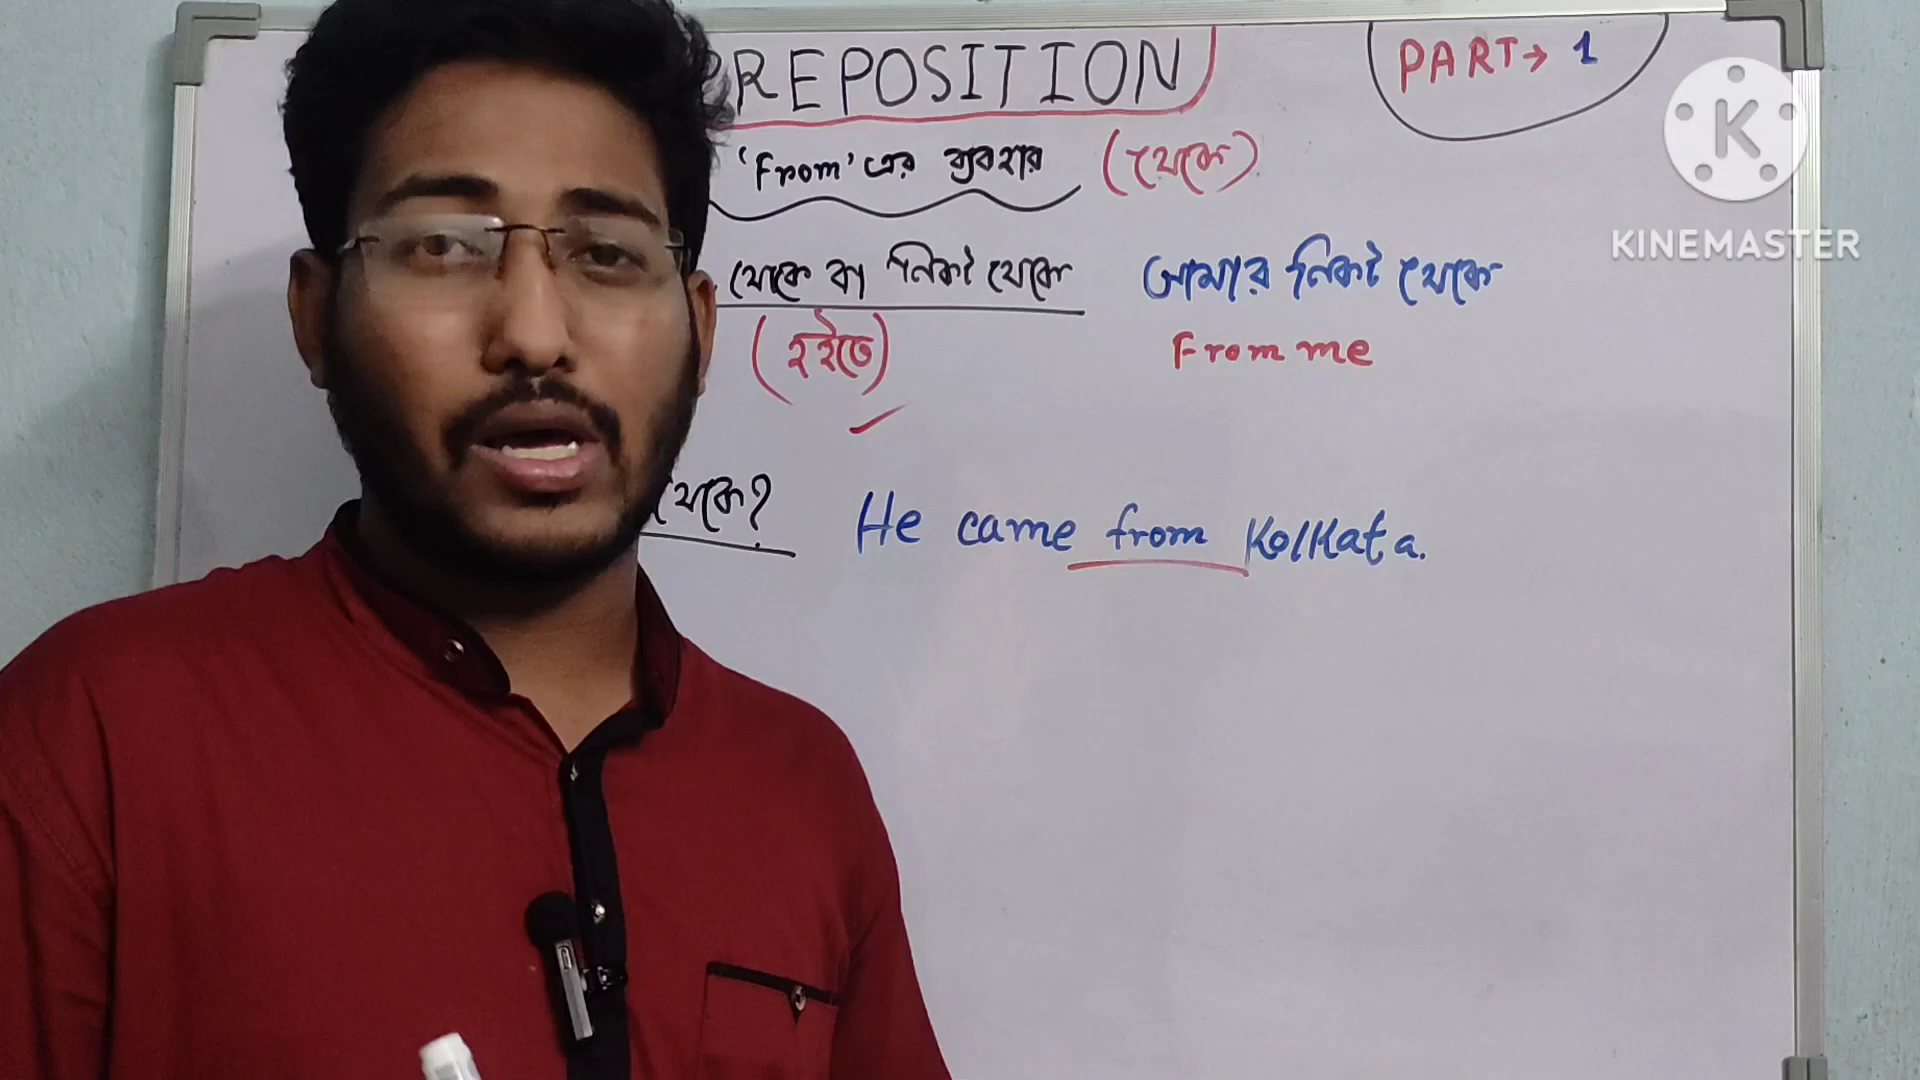 PREPOSITION
PART → 1
'From' এর ব্যবহার (থেকে)
থেকে বা নিকট থেকে আমার নিকট থেকে
(হইতে) From me
থেকে? He came from Kolkata.
K
KINEMASTER